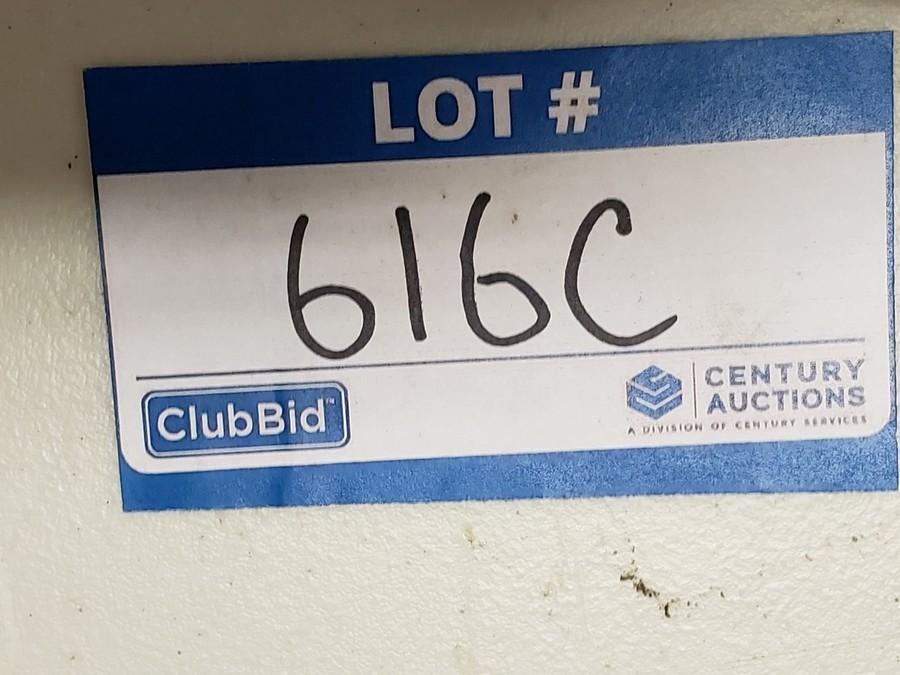 LOT #
616C
ClubBid™
CENTURY
AUCTIONS
A DIVISION OF CENTURY SERVICES